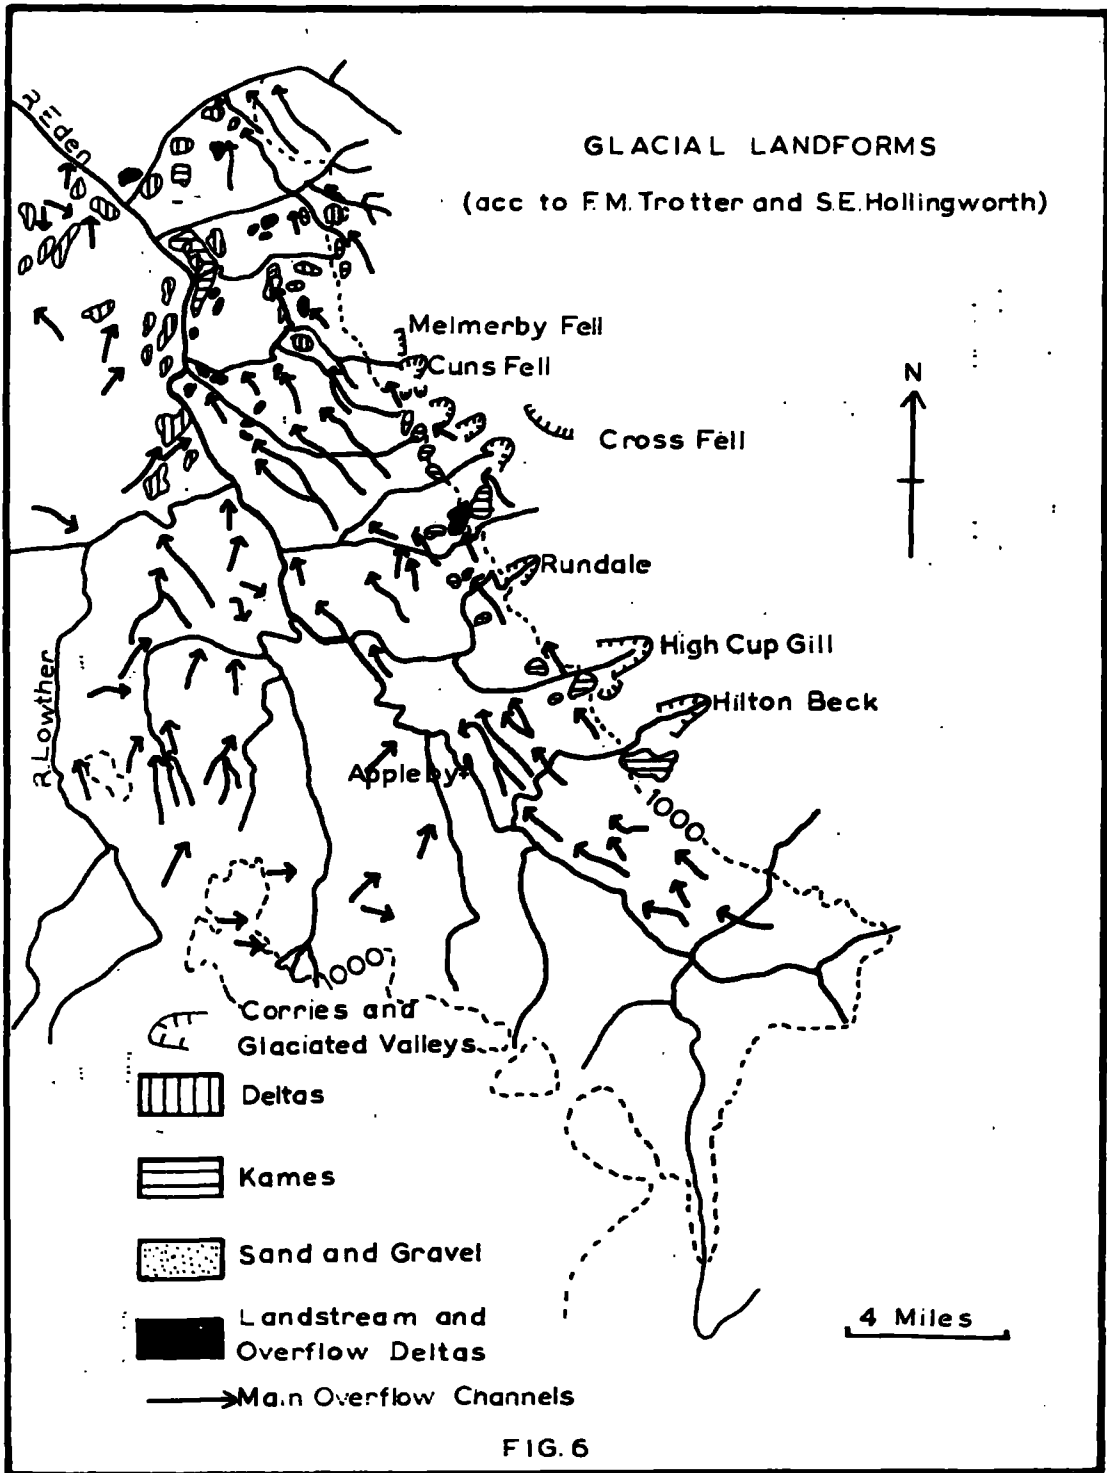 GLACIAL LANDFORMS
(acc to F.M. Trotter and S.E. Hollingworth)
R Eden
Melmerby Fell
Cuns Fell
N
Cross Fell
Rundale
High Cup Gill
R. Lowther
Hilton Beck
Appleby
1000
1000
Corries and
Glaciated Valleys
Deltas
Kames
Sand and Gravel
Landstream and
Overflow Deltas
4 Miles
Main Overflow Channels
FIG. 6